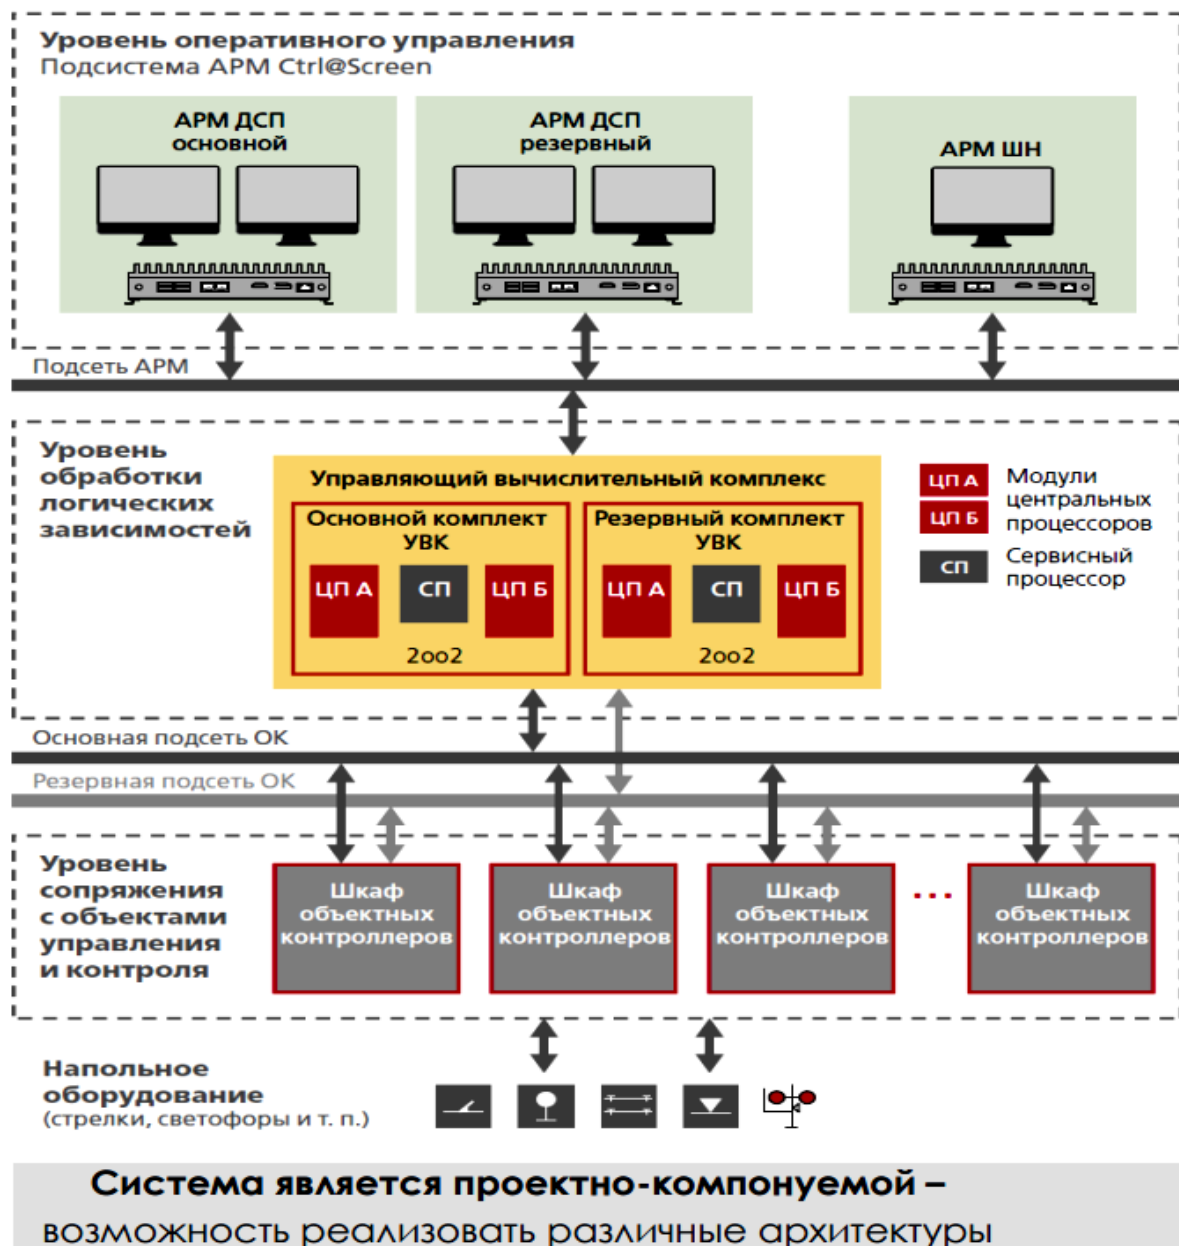 Уровень оперативного управления
Подсистема АРМ Ctrl@Screen
АРМ ДСП
основной
АРМ ДСП
резервный
АРМ ШН
Подсеть АРМ
Уровень
обработки
логических
зависимостей
Управляющий вычислительный комплекс
Основной комплект
УВК
ЦП А
СП
ЦП Б
2oo2
Резервный комплект
УВК
ЦП А
СП
ЦП Б
2oo2
ЦП А
ЦП Б
Модули
центральных
процессоров
СП
Сервисный
процессор
Основная подсеть ОК
Резервная подсеть ОК
Уровень
сопряжения
с объектами
управления
и контроля
Шкаф
объектных
контроллеров
Шкаф
объектных
контроллеров
Шкаф
объектных
контроллеров
...
Шкаф
объектных
контроллеров
Напольное
оборудование
(стрелки, светофоры и т. п.)
Система является проектно-компонуемой –
возможность реализовать различные архитектуры